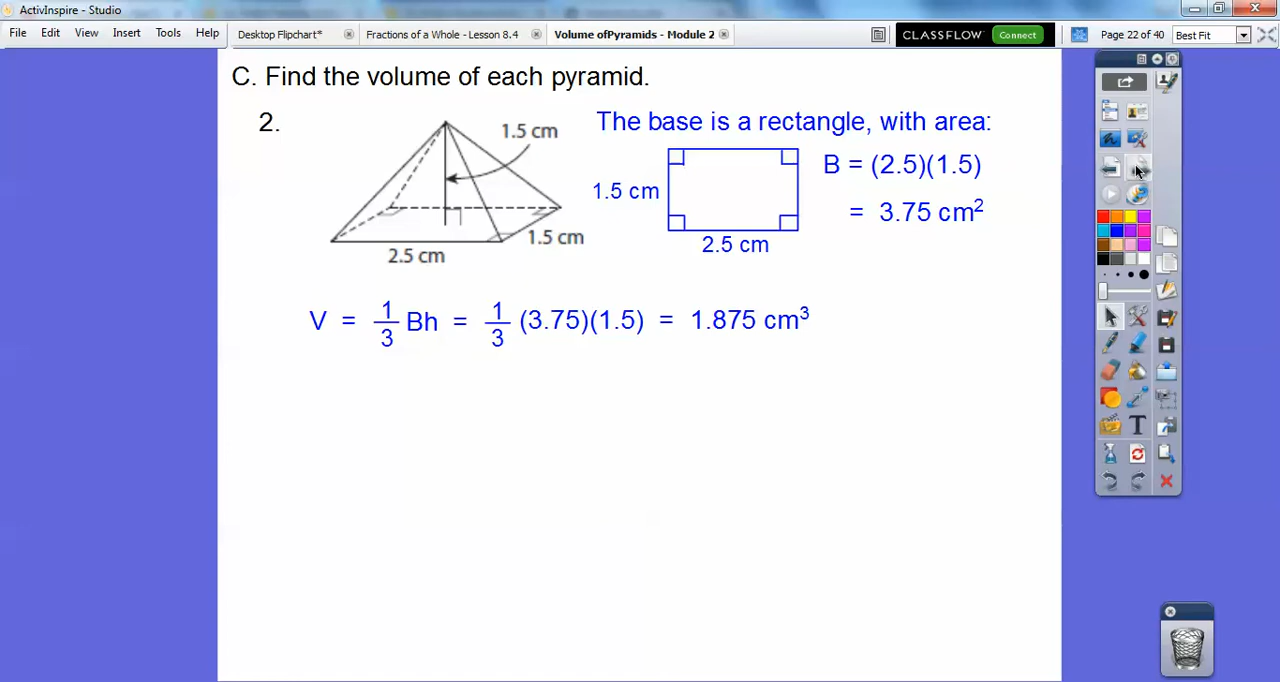 ActivInspire - Studio
File Edit View Insert Tools Help Desktop Flipchart* Fractions of a Whole - Lesson 8.4 Volume ofPyramids - Module 2 CLASSFLOW Connect Page 22 of 40 Best Fit
C. Find the volume of each pyramid.
2.
1.5 cm
2.5 cm
1.5 cm
The base is a rectangle, with area:
1.5 cm
2.5 cm
B = (2.5)(1.5)
= 3.75 cm²
V = 1/3 Bh = 1/3 (3.75)(1.5) = 1.875 cm³
T